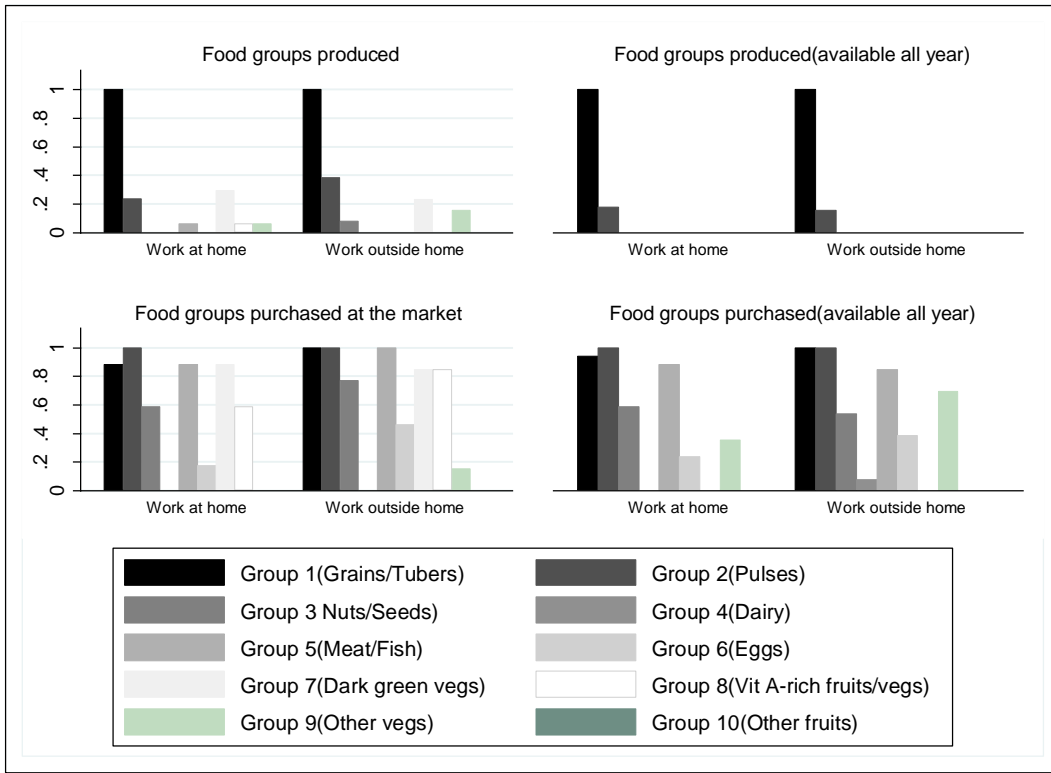 Food groups produced
Food groups produced(available all year)
1
.8
.6
.4
.2
0
Work at home
Work outside home
Work at home
Work outside home
Food groups purchased at the market
Food groups purchased(available all year)
1
.8
.6
.4
.2
0
Work at home
Work outside home
Work at home
Work outside home
Group 1(Grains/Tubers)
Group 2(Pulses)
Group 3 Nuts/Seeds)
Group 4(Dairy)
Group 5(Meat/Fish)
Group 6(Eggs)
Group 7(Dark green vegs)
Group 8(Vit A-rich fruits/vegs)
Group 9(Other vegs)
Group 10(Other fruits)